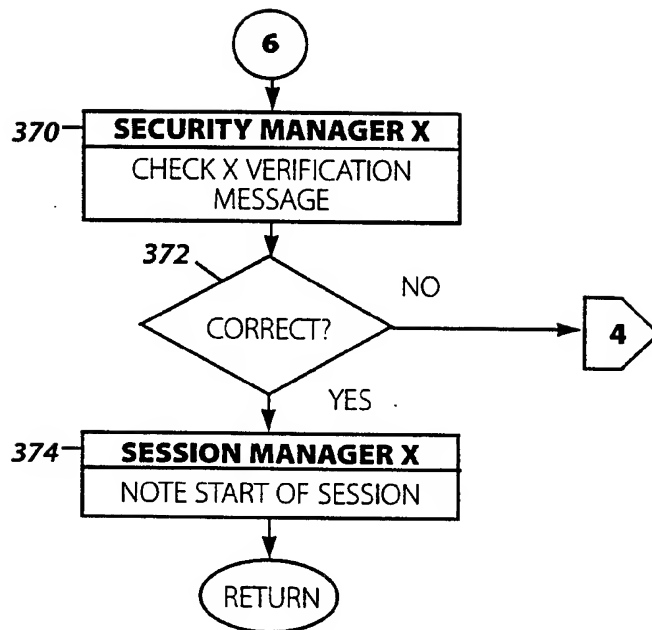 6
370
SECURITY MANAGER X
CHECK X VERIFICATION
MESSAGE
372
NO
CORRECT?
4
YES
374
SESSION MANAGER X
NOTE START OF SESSION
RETURN